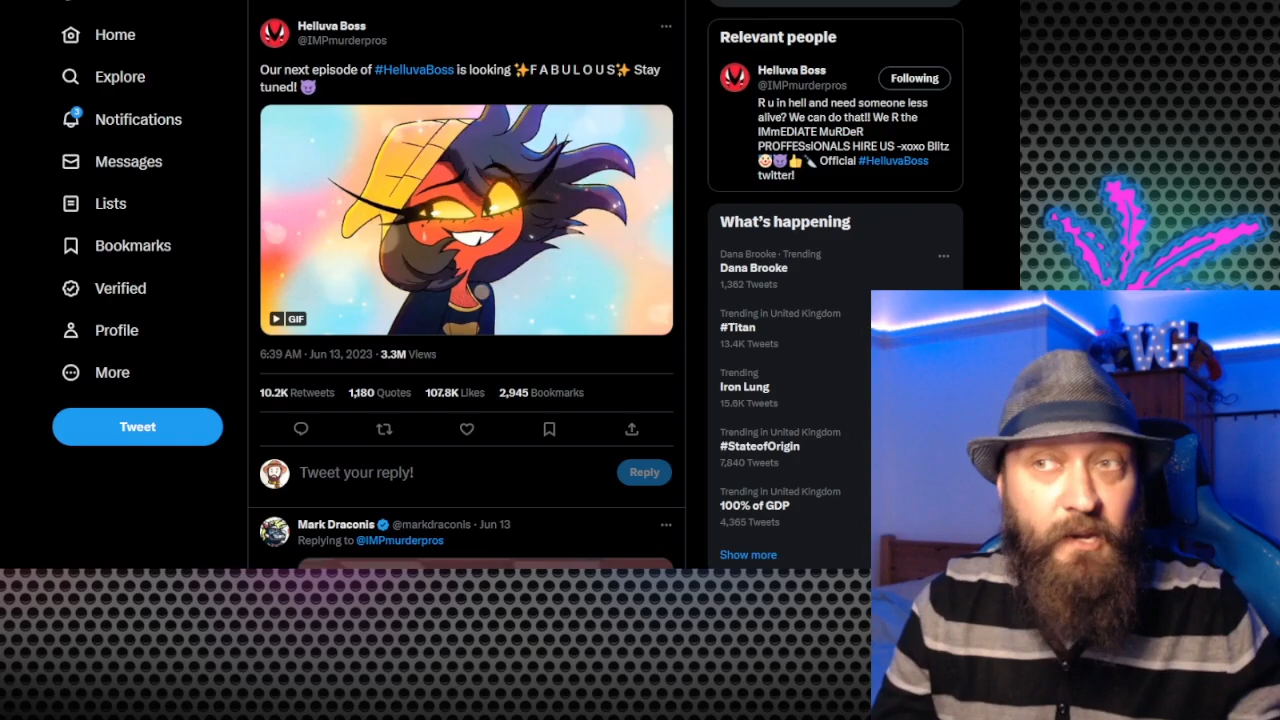 Home
Explore
3
Notifications
Messages
Lists
Bookmarks
Verified
Profile
More
Tweet
Helluva Boss
@IMPmurderpros
Our next episode of #HelluvaBoss is looking ✨F A B U L O U S✨ Stay
tuned! 😈
GIF
6:39 AM · Jun 13, 2023 · 3.3M Views
10.2K Retweets 1,180 Quotes 107.8K Likes 2,945 Bookmarks
Tweet your reply!
Reply
Mark Draconis @markdraconis · Jun 13
Replying to @IMPmurderpros
Relevant people
Helluva Boss
@IMPmurderpros
Following
R u in hell and need someone less
alive? We can do that!! We R the
IMmEDIATE MuRDeR
PROFFESsIONALS HIRE US -xoxo Blitz
🤡😈👍🔪 Official #HelluvaBoss
twitter!
What's happening
Dana Brooke · Trending
Dana Brooke
1,362 Tweets
Trending in United Kingdom
#Titan
13.4K Tweets
Trending
Iron Lung
15.6K Tweets
Trending in United Kingdom
#StateofOrigin
7,640 Tweets
Trending in United Kingdom
100% of GDP
4,365 Tweets
Show more
VG